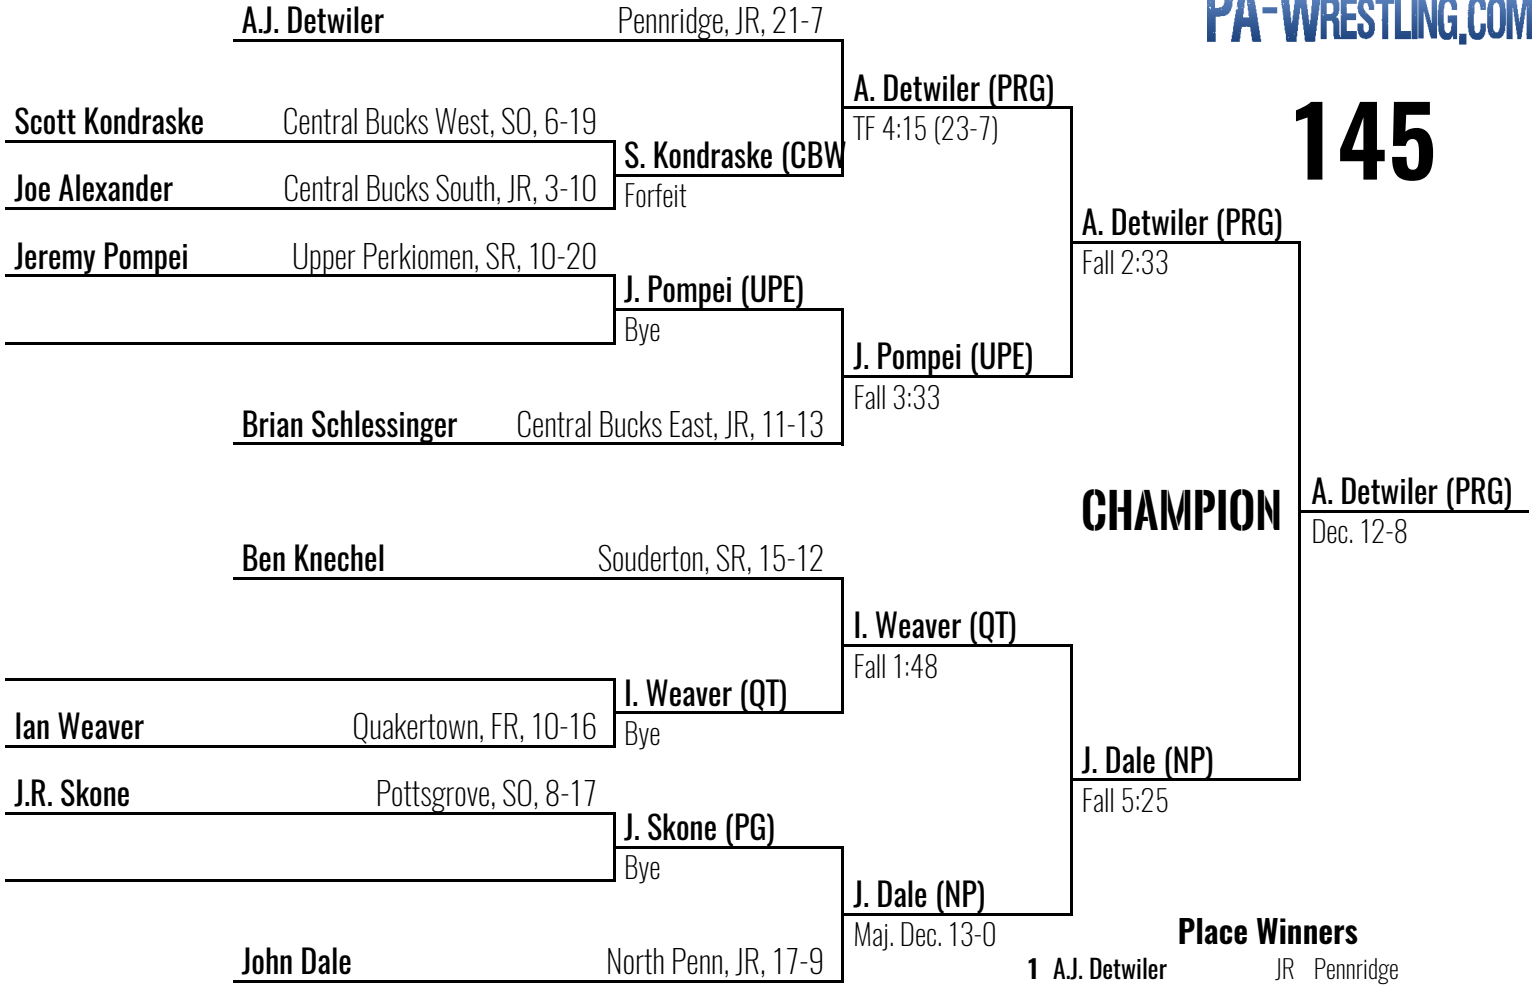 PA-WRESTLING.COM
145
A.J. Detwiler Pennridge, JR, 21-7
A. Detwiler (PRG)
TF 4:15 (23-7)
Scott Kondraske Central Bucks West, SO, 6-19
S. Kondraske (CBW
Forfeit
Joe Alexander Central Bucks South, JR, 3-10
A. Detwiler (PRG)
Fall 2:33
Jeremy Pompei Upper Perkiomen, SR, 10-20
J. Pompei (UPE)
Bye
J. Pompei (UPE)
Fall 3:33
Brian Schlessinger Central Bucks East, JR, 11-13
CHAMPION
A. Detwiler (PRG)
Dec. 12-8
Ben Knechel Souderton, SR, 15-12
I. Weaver (QT)
Fall 1:48
I. Weaver (QT)
Bye
Ian Weaver Quakertown, FR, 10-16
J. Dale (NP)
Fall 5:25
J.R. Skone Pottsgrove, SO, 8-17
J. Skone (PG)
Bye
J. Dale (NP)
Maj. Dec. 13-0
John Dale North Penn, JR, 17-9
Place Winners
1 A.J. Detwiler JR Pennridge